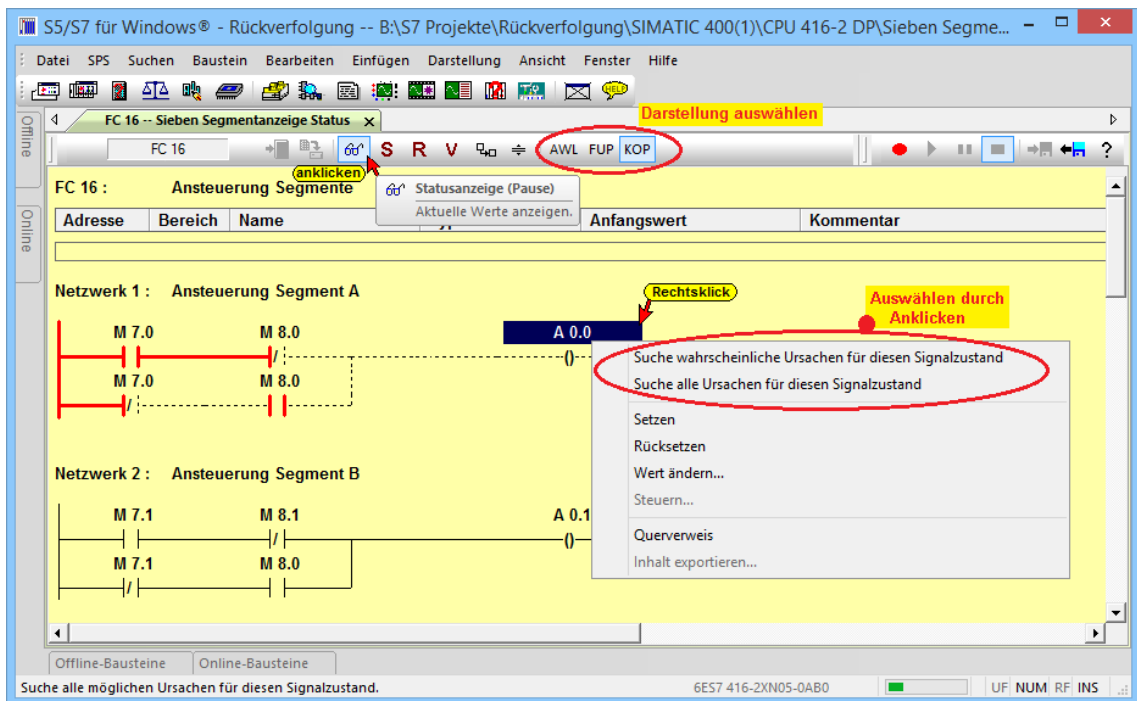 S5/S7 für Windows® - Rückverfolgung -- B:\S7 Projekte\Rückverfolgung\SIMATIC 400(1)\CPU 416-2 DP\Sieben Segme...
Datei SPS Suchen Baustein Bearbeiten Einfügen Darstellung Ansicht Fenster Hilfe
HELP
Offline
FC 16 -- Sieben Segmentanzeige Status x
Darstellung auswählen
FC 16 S R V AWL FUP KOP ?
(anklicken)
FC 16 : Ansteuerung Segmente
Statusanzeige (Pause)
Aktuelle Werte anzeigen.
Adresse Bereich Name Anfangswert Kommentar
Online
Netzwerk 1 : Ansteuerung Segment A
Rechtsklick
Auswählen durch
Anklicken
M 7.0 M 8.0 A 0.0
M 7.0 M 8.0
Suche wahrscheinliche Ursachen für diesen Signalzustand
Suche alle Ursachen für diesen Signalzustand
Setzen
Rücksetzen
Wert ändern...
Steuern...
Querverweis
Inhalt exportieren...
Netzwerk 2 : Ansteuerung Segment B
M 7.1 M 8.1 A 0.1
M 7.1 M 8.0
Offline-Bausteine Online-Bausteine
Suche alle möglichen Ursachen für diesen Signalzustand. 6ES7 416-2XN05-0AB0 UF NUM RF INS